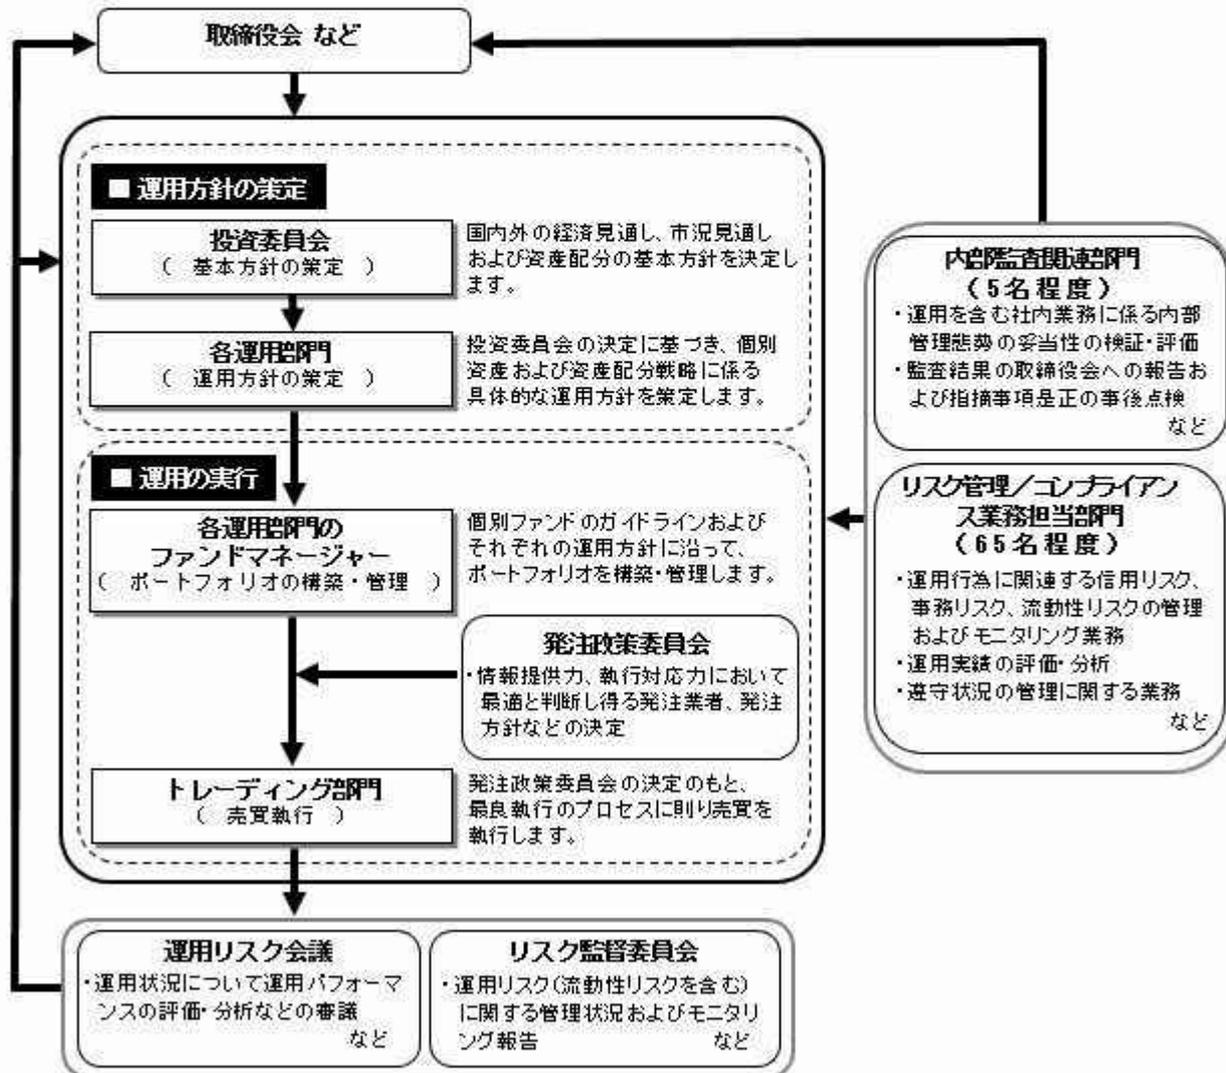 取締役会 など
■ 運用方針の策定
投資委員会
( 基本方針の策定 )
国内外の経済見通し、市況見通し
および資産配分の基本方針を決定し
ます。
各運用部門
( 運用方針の策定 )
投資委員会の決定に基づき、個別
資産および資産配分戦略に係る
具体的な運用方針を策定します。
■ 運用の実行
各運用部門の
ファンドマネージャー
( ポートフォリオの構築・管理 )
個別ファンドのガイドラインおよび
それぞれの運用方針に沿って、
ポートフォリオを構築・管理します。
発注政策委員会
・情報提供力、執行対応力において
最適と判断し得る発注業者、発注
方針などの決定
トレーディング部門
( 売買執行 )
発注政策委員会の決定のもと、
最良執行のプロセスに則り売買を
執行します。
内部監査関連部門
(5名程度)
・運用を含む社内業務に係る内部
管理態勢の妥当性の検証・評価
・監査結果の取締役会への報告お
よび指摘事項是正の事後点検
など
リスク管理／コンプライアン
ス業務担当部門
(65名程度)
・運用行為に関連する信用リスク、
事務リスク、流動性リスクの管理
およびモニタリング業務
・運用実績の評価・分析
・遵守状況の管理に関する業務
など
運用リスク会議
・運用状況について運用パフォーマ
ンスの評価・分析などの審議
など
リスク監督委員会
・運用リスク(流動性リスクを含む)
に関する管理状況およびモニタリ
ング報告 など